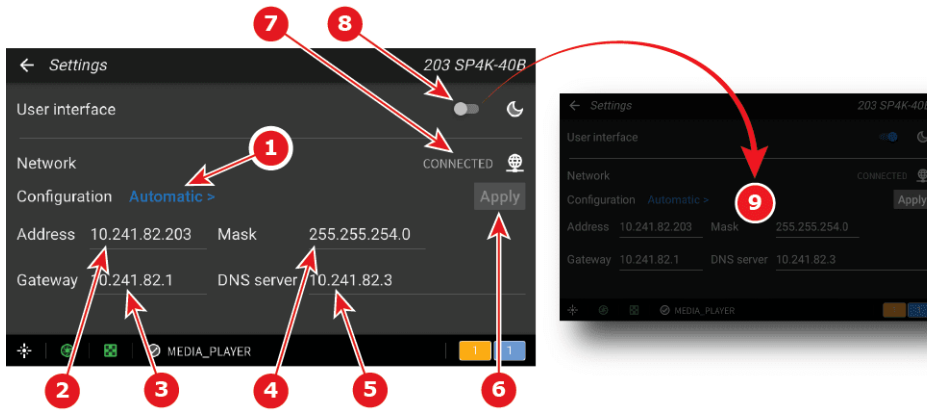 7
8
← Settings
203 SP4K-40B
User interface
1
Network
CONNECTED
Configuration Automatic >
Apply
Address 10.241.82.203 Mask 255.255.254.0
Gateway 10.241.82.1 DNS server 10.241.82.3
MEDIA_PLAYER
1 1
2
3
4
5
6
← Settings
203 SP4K-40B
User interface
Network
CONNECTED
9
Configuration Automatic >
Apply
Address 10.241.82.203 Mask 255.255.254.0
Gateway 10.241.82.1 DNS server 10.241.82.3
MEDIA_PLAYER